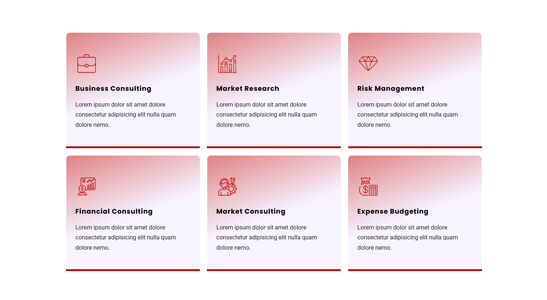 Business Consulting
Lorem ipsum dolor sit amet dolore
consectetur adipisicing elit nulla quam
dolore nemo.
Market Research
Lorem ipsum dolor sit amet dolore
consectetur adipisicing elit nulla quam
dolore nemo.
Risk Management
Lorem ipsum dolor sit amet dolore
consectetur adipisicing elit nulla quam
dolore nemo.
Financial Consulting
Lorem ipsum dolor sit amet dolore
consectetur adipisicing elit nulla quam
dolore nemo.
Market Consulting
Lorem ipsum dolor sit amet dolore
consectetur adipisicing elit nulla quam
dolore nemo.
Expense Budgeting
Lorem ipsum dolor sit amet dolore
consectetur adipisicing elit nulla quam
dolore nemo.